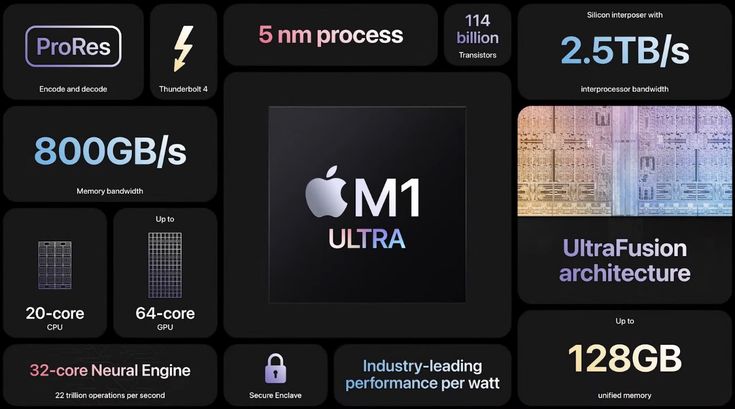 ProRes
Encode and decode
Thunderbolt 4
5 nm process
114
billion
Transistors
Silicon interposer with
2.5TB/s
interprocessor bandwidth
800GB/s
Memory bandwidth
M1
ULTRA
UltraFusion
architecture
20-core
CPU
Up to
64-core
GPU
Up to
128GB
unified memory
32-core Neural Engine
22 trillion operations per second
Secure Enclave
Industry-leading
performance per watt